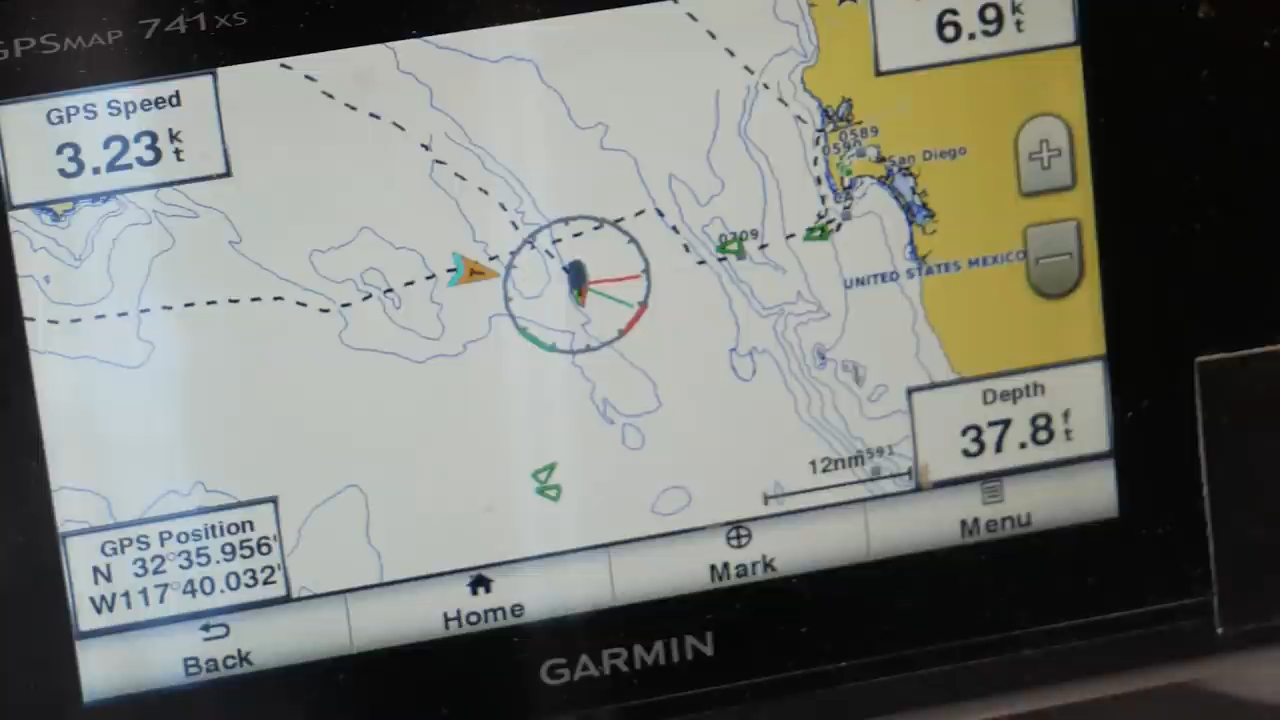 GPSMAP 741xs
6.9 kt
GPS Speed
3.23 kt
0589
San Diego
0709
UNITED STATES MEXICO
Depth
37.8 ft
12nm
591
GPS Position
N 32°35.956'
W117°40.032'
Back
Home
Mark
Menu
GARMIN